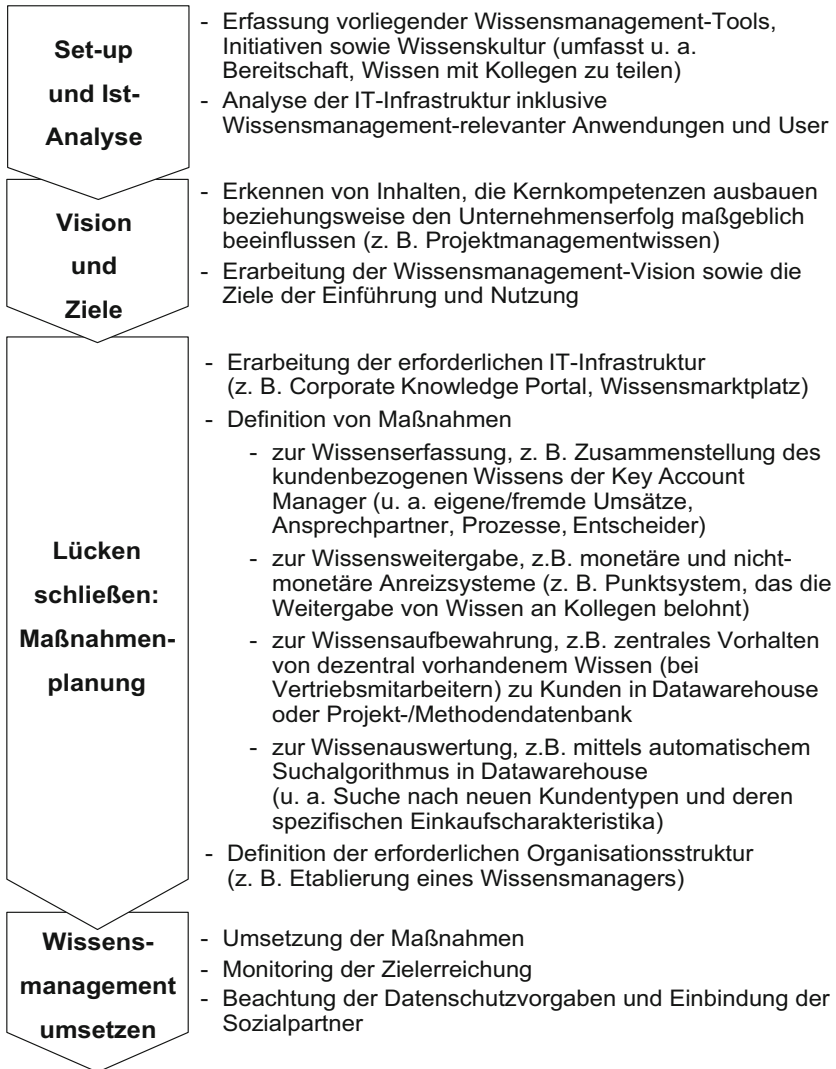 Set-up
und Ist-
Analyse
- Erfassung vorliegender Wissensmanagement-Tools,
Initiativen sowie Wissenskultur (umfasst u. a.
Bereitschaft, Wissen mit Kollegen zu teilen)
- Analyse der IT-Infrastruktur inklusive
Wissensmanagement-relevanter Anwendungen und User
Vision
und
Ziele
- Erkennen von Inhalten, die Kernkompetenzen ausbauen
beziehungsweise den Unternehmenserfolg maßgeblich
beeinflussen (z. B. Projektmanagementwissen)
- Erarbeitung der Wissensmanagement-Vision sowie die
Ziele der Einführung und Nutzung
Lücken
schließen:
Maßnahmen-
planung
- Erarbeitung der erforderlichen IT-Infrastruktur
(z. B. Corporate Knowledge Portal, Wissensmarktplatz)
- Definition von Maßnahmen
- zur Wissenserfassung, z. B. Zusammenstellung des
kundenbezogenen Wissens der Key Account
Manager (u. a. eigene/fremde Umsätze,
Ansprechpartner, Prozesse, Entscheider)
- zur Wissensweitergabe, z.B. monetäre und nicht-
monetäre Anreizsysteme (z. B. Punktsystem, das die
Weitergabe von Wissen an Kollegen belohnt)
- zur Wissensaufbewahrung, z.B. zentrales Vorhalten
von dezentral vorhandenem Wissen (bei
Vertriebsmitarbeitern) zu Kunden in Datawarehouse
oder Projekt-/Methodendatenbank
- zur Wissenauswertung, z.B. mittels automatischem
Suchalgorithmus in Datawarehouse
(u. a. Suche nach neuen Kundentypen und deren
spezifischen Einkaufscharakteristika)
- Definition der erforderlichen Organisationsstruktur
(z. B. Etablierung eines Wissensmanagers)
Wissens-
management
umsetzen
- Umsetzung der Maßnahmen
- Monitoring der Zielerreichung
- Beachtung der Datenschutzvorgaben und Einbindung der
Sozialpartner